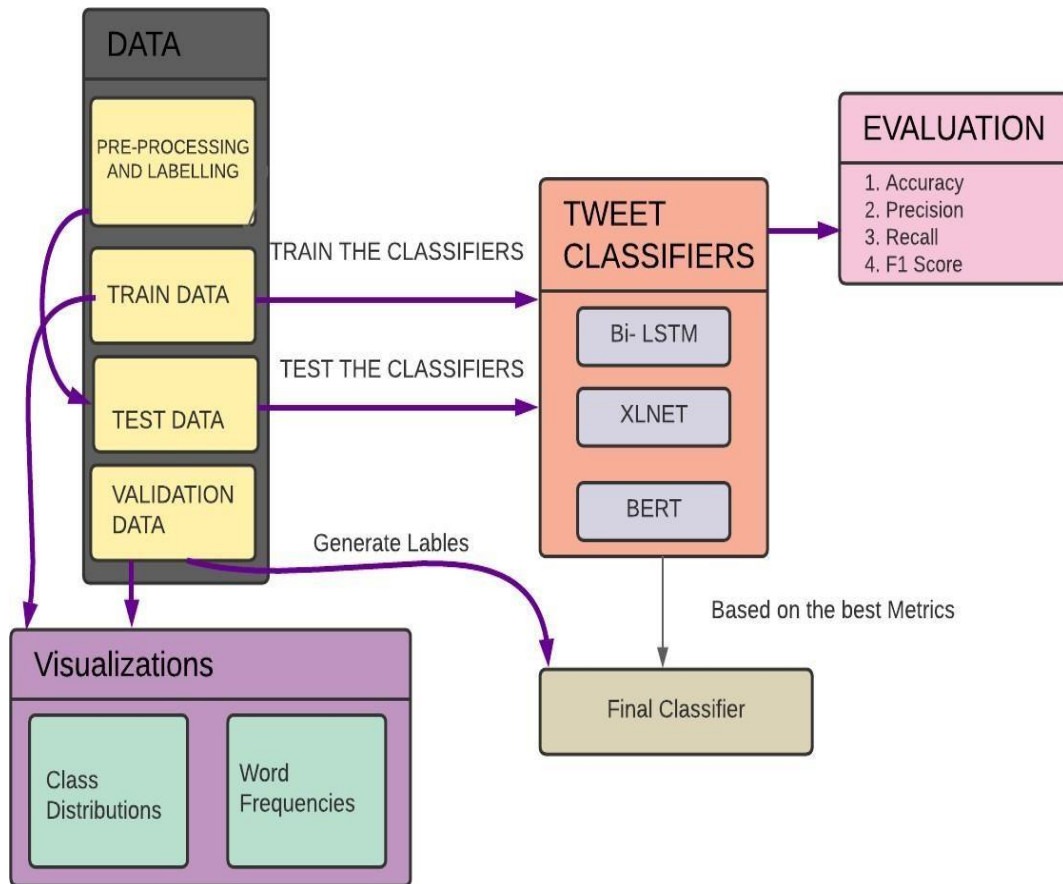 DATA
PRE-PROCESSING
AND LABELLING
TRAIN DATA
TEST DATA
VALIDATION
DATA
TRAIN THE CLASSIFIERS
TEST THE CLASSIFIERS
TWEET
CLASSIFIERS
Bi- LSTM
XLNET
BERT
EVALUATION
1. Accuracy
2. Precision
3. Recall
4. F1 Score
Generate Lables
Based on the best Metrics
Final Classifier
Visualizations
Class
Distributions
Word
Frequencies